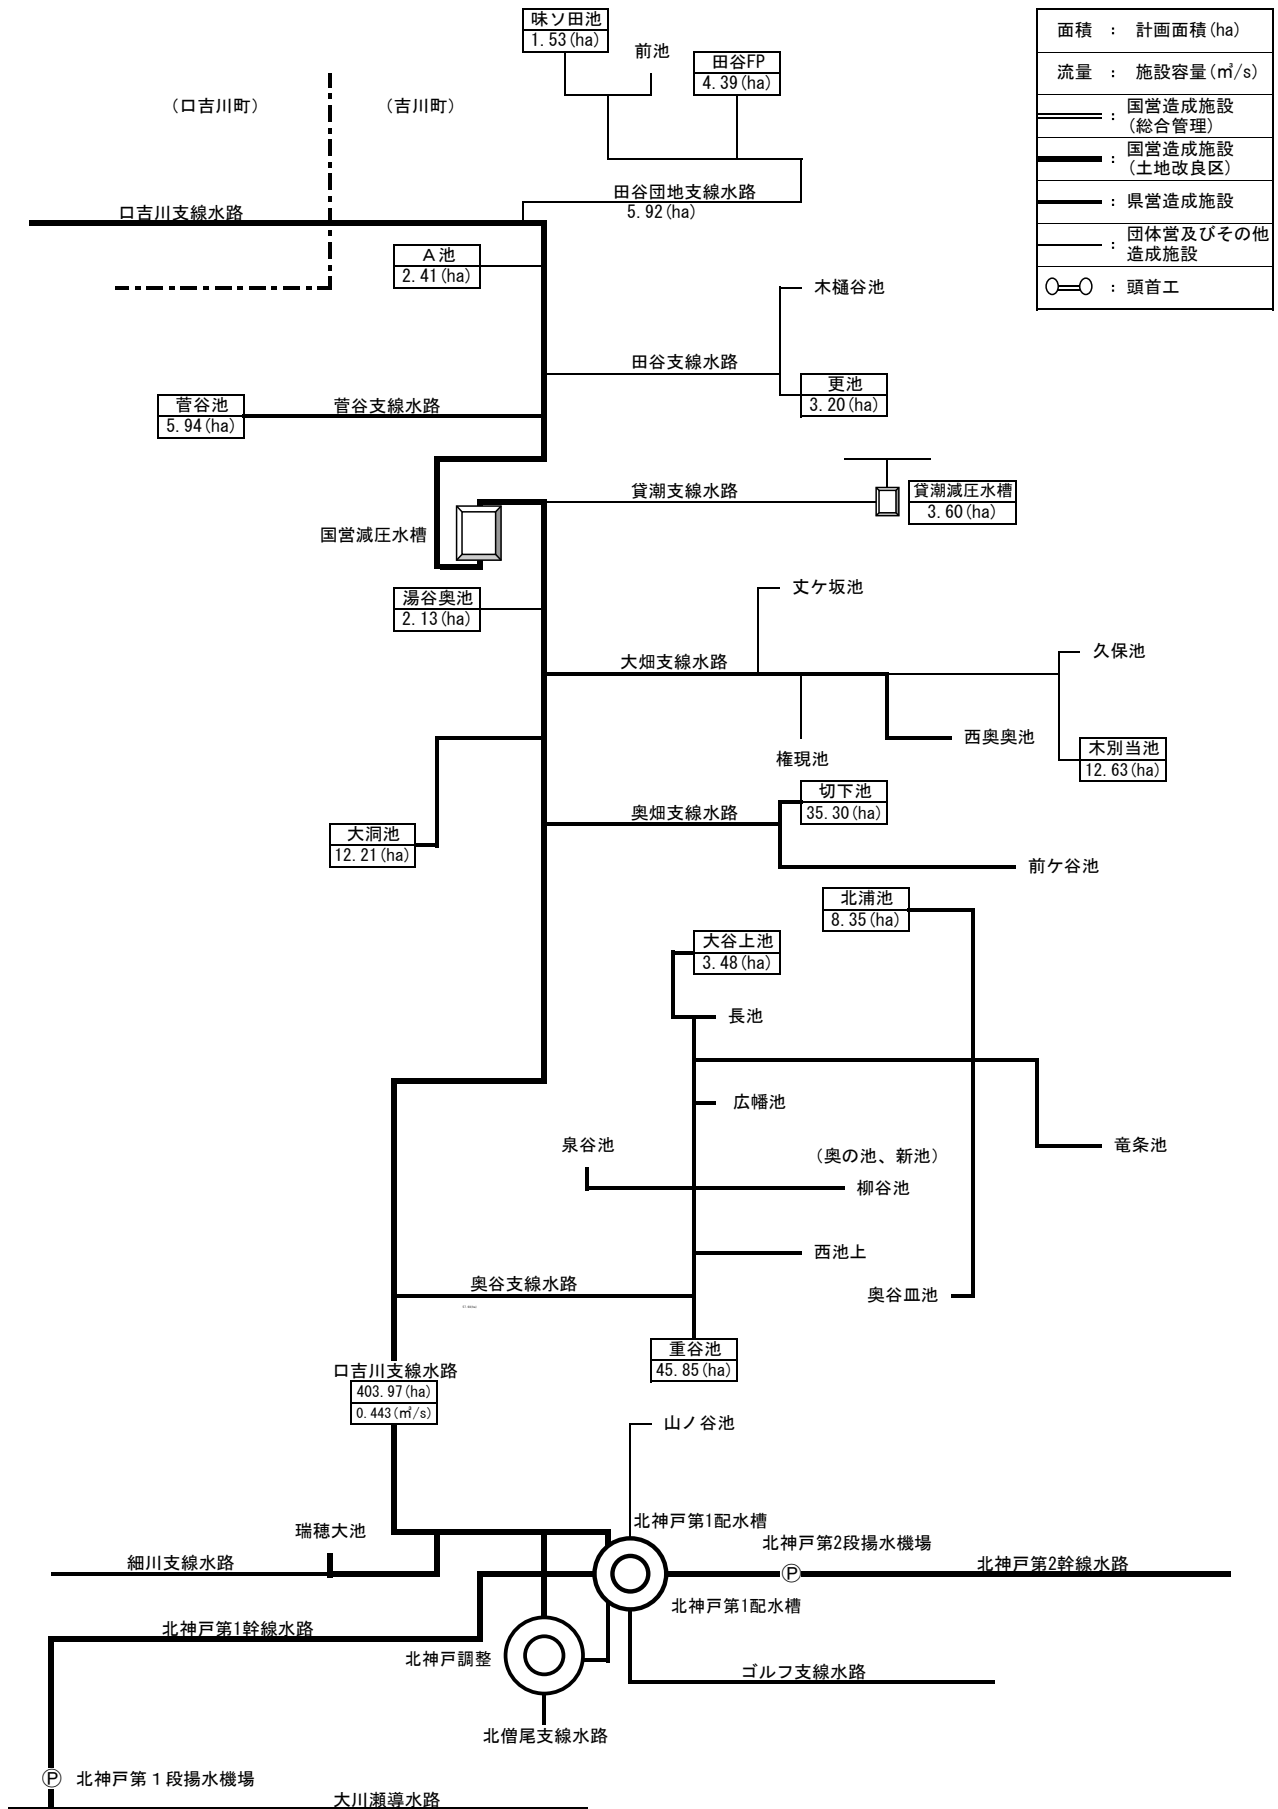 味ソ田池
1.53(ha)
前池
田谷FP
4.39(ha)
面積 : 計画面積(ha)
流量 : 施設容量(㎥/s)
: 国営造成施設
(総合管理)
: 国営造成施設
(土地改良区)
: 県営造成施設
: 団体営及びその他
造成施設
: 頭首工
(口吉川町)
(吉川町)
田谷団地支線水路
5.92(ha)
口吉川支線水路
A池
2.41(ha)
木樋谷池
田谷支線水路
更池
3.20(ha)
菅谷池
5.94(ha)
菅谷支線水路
貸潮支線水路
貸潮減圧水槽
3.60(ha)
国営減圧水槽
湯谷奥池
2.13(ha)
丈ケ坂池
大畑支線水路
久保池
西奥奥池
権現池
木別当池
12.63(ha)
切下池
35.30(ha)
奥畑支線水路
大洞池
12.21(ha)
前ケ谷池
北浦池
8.35(ha)
大谷上池
3.48(ha)
長池
広幡池
泉谷池
(奥の池、新池)
竜条池
柳谷池
西池上
奥谷支線水路
奥谷皿池
重谷池
45.85(ha)
口吉川支線水路
403.97(ha)
0.443(㎥/s)
山ノ谷池
瑞穂大池
北神戸第1配水槽
北神戸第2段揚水機場
細川支線水路
P
北神戸第2幹線水路
北神戸第1配水槽
北神戸第1幹線水路
北神戸調整
ゴルフ支線水路
北僧尾支線水路
P 北神戸第1段揚水機場
大川瀬導水路